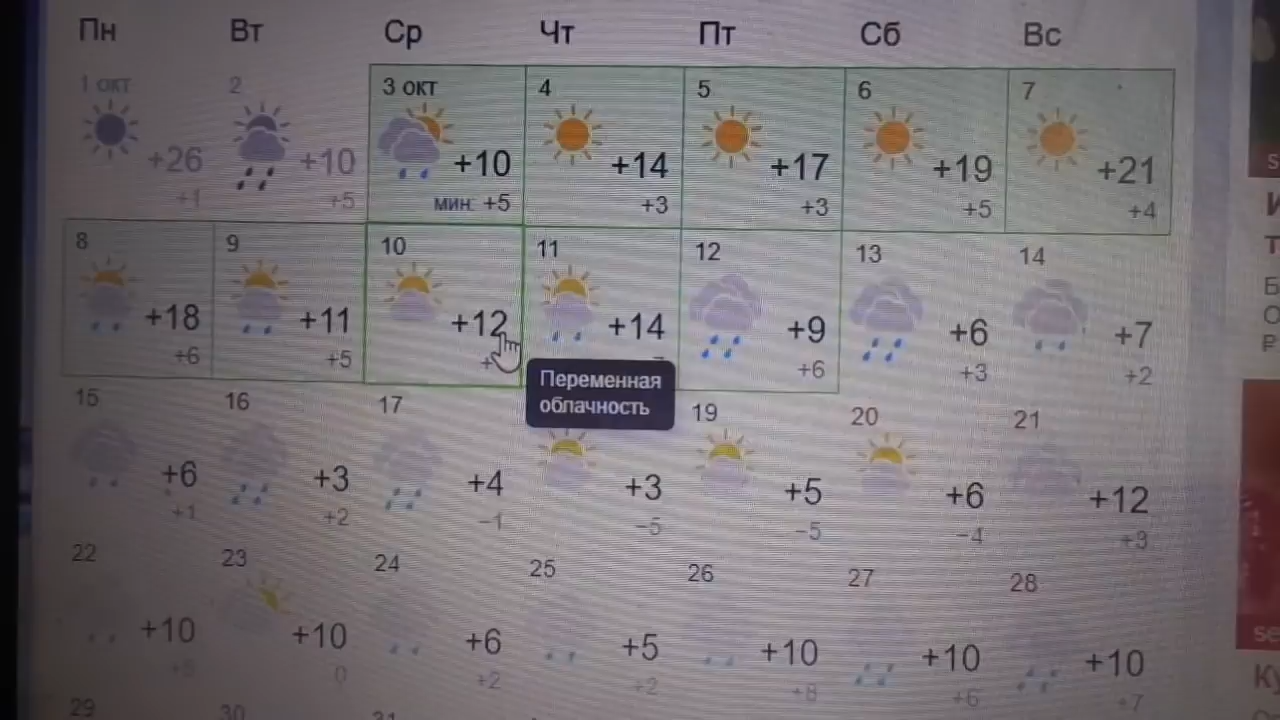 Пн Вт Ср Чт Пт Сб Вс
1 окт 2 3 окт 4 5 6 7
+26 +10 +10 +14 +17 +19 +21
+1 +5 мин: +5 +3 +3 +5 +4
8 9 10 11 12 13 14
+18 +11 +12 +14 +9 +6 +7
+6 +5 +6 +3 +2
Переменная
облачность
15 16 17 19 20 21
+6 +3 +4 +3 +5 +6 +12
+1 +2 −1 −5 −5 −4 +3
22 23 24 25 26 27 28
+10 +10 +6 +5 +10 +10 +10
0 +2 +2 +8 +6 +7
29 30